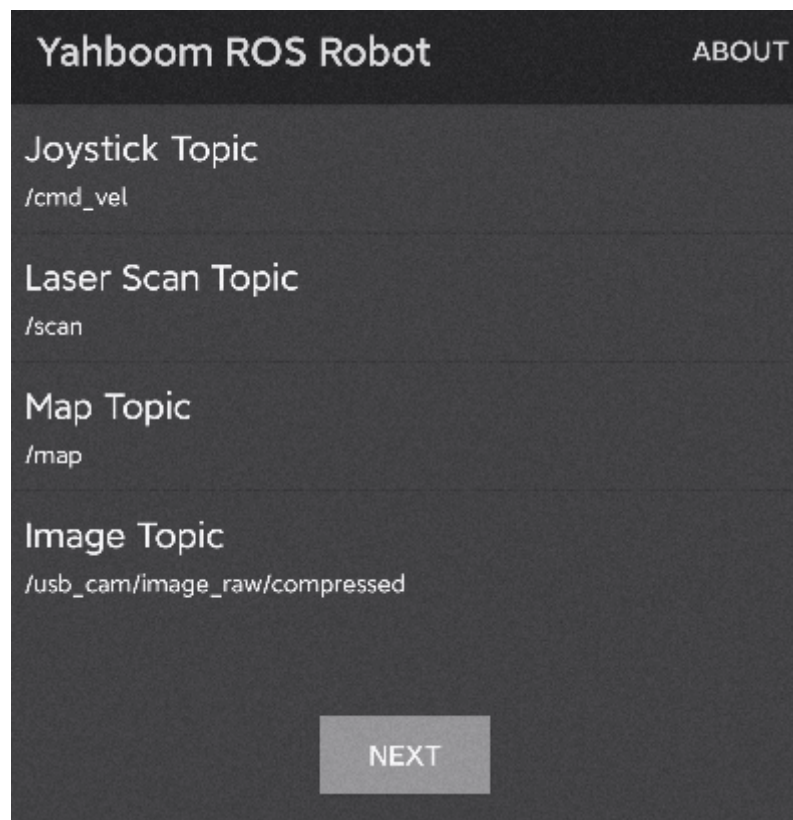 Yahboom ROS Robot ABOUT
Joystick Topic
/cmd_vel
Laser Scan Topic
/scan
Map Topic
/map
Image Topic
/usb_cam/image_raw/compressed
NEXT